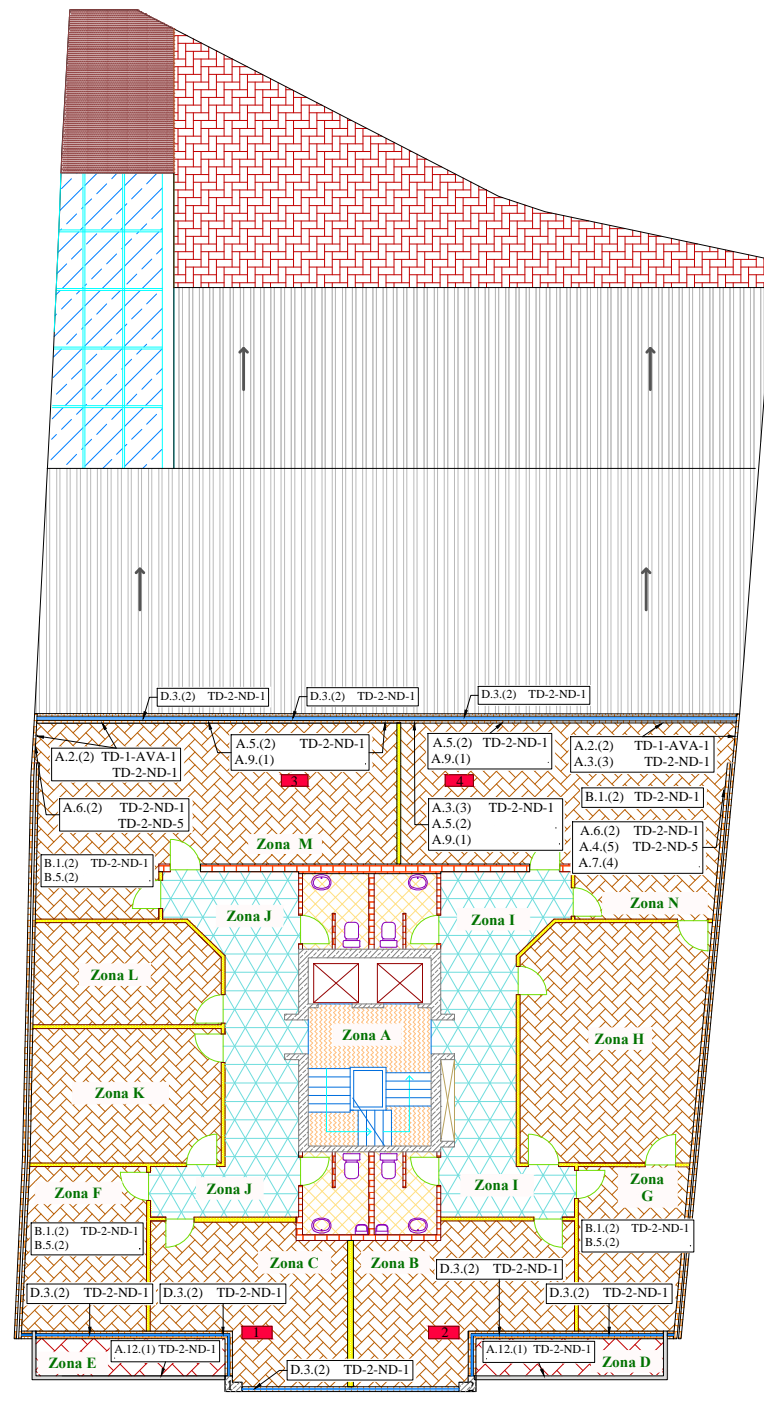 D.3.(2) TD-2-ND-1
D.3.(2) TD-2-ND-1
D.3.(2) TD-2-ND-1
A.2.(2) TD-1-AVA-1
TD-2-ND-1
A.5.(2) TD-2-ND-1
A.9.(1) .
A.5.(2) TD-2-ND-1
A.9.(1) .
A.2.(2) TD-1-AVA-1
A.3.(3) TD-2-ND-1
3
4
A.6.(2) TD-2-ND-1
TD-2-ND-5
A.3.(3) TD-2-ND-1
A.5.(2) .
A.9.(1) .
B.1.(2) TD-2-ND-1
A.6.(2) TD-2-ND-1
A.4.(5) TD-2-ND-5
A.7.(4) .
Zona M
B.1.(2) TD-2-ND-1
B.5.(2) .
Zona N
Zona J
Zona I
Zona L
Zona A
Zona H
Zona K
Zona F
Zona J
Zona I
Zona
G
B.1.(2) TD-2-ND-1
B.5.(2) .
B.1.(2) TD-2-ND-1
B.5.(2) .
Zona C
Zona B
D.3.(2) TD-2-ND-1
D.3.(2) TD-2-ND-1
D.3.(2) TD-2-ND-1
D.3.(2) TD-2-ND-1
1
2
Zona E
A.12.(1) TD-2-ND-1
A.12.(1) TD-2-ND-1
Zona D
D.3.(2) TD-2-ND-1
1
2